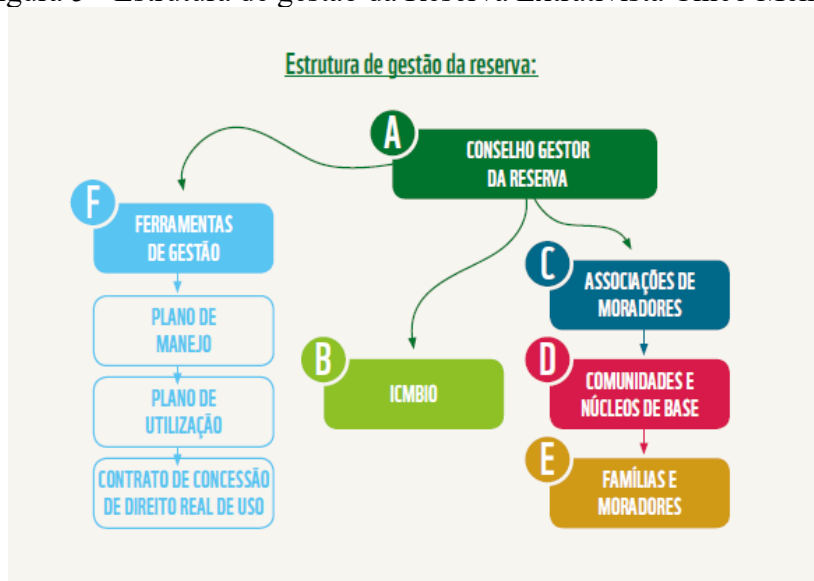 Estrutura de gestão da reserva:
A
CONSELHO GESTOR
DA RESERVA
F
FERRAMENTAS
DE GESTÃO
PLANO DE
MANEJO
PLANO DE
UTILIZAÇÃO
CONTRATO DE CONCESSÃO
DE DIREITO REAL DE USO
B
ICMBIO
C
ASSOCIAÇÕES DE
MORADORES
D
COMUNIDADES E
NÚCLEOS DE BASE
E
FAMÍLIAS E
MORADORES